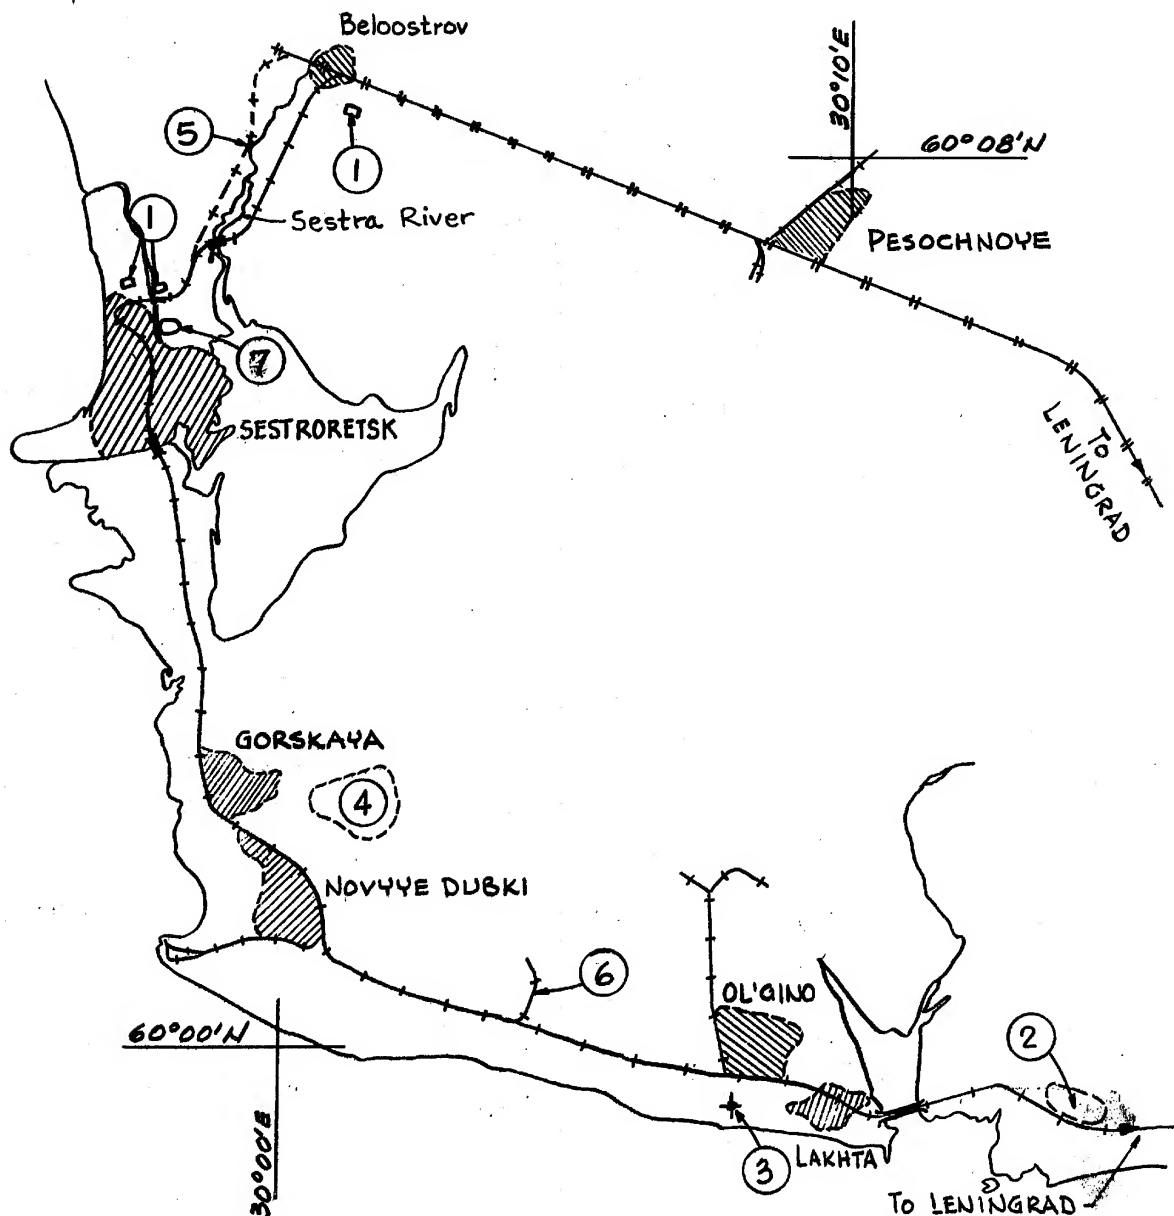 Beloostrov
30°10'E
5
1
60°08'N
1
Sestra River
PESOCHNOYE
7
SESTRORETSK
TO
LENINGRAD
GORSKAYA
4
NOVYYE DUBKI
6
OL'GINO
60°00'N
2
30°00'E
3
LAKHTA
TO LENINGRAD